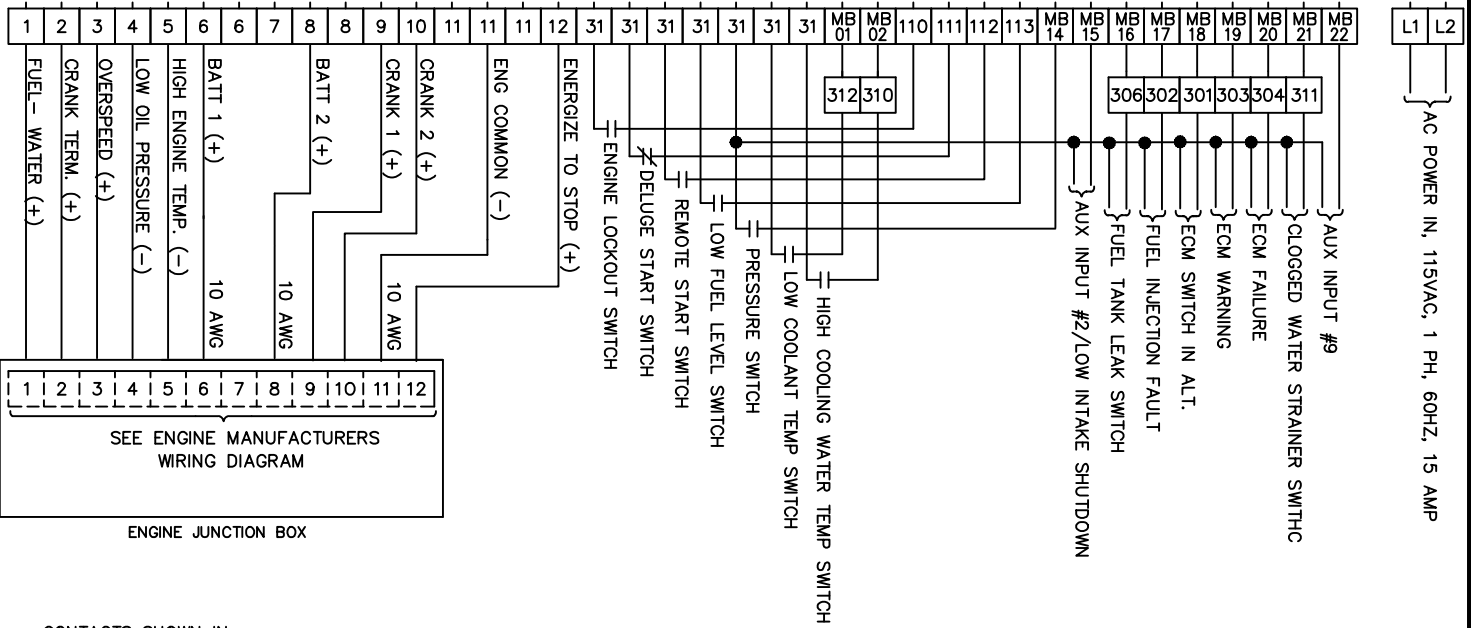 1 2 3 4 5 6 6 7 8 8 9 10 11 11 11 12 31 31 31 31 31 31 31 MB 01 MB 02 110 111 112 113 MB 14 MB 15 MB 16 MB 17 MB 18 MB 19 MB 20 MB 21 MB 22 L1 L2
312 310 306 302 301 303 304 311
FUEL- WATER (+)
CRANK TERM. (+)
OVERSPEED (+)
LOW OIL PRESSURE (-)
HIGH ENGINE TEMP. (-)
BATT 1 (+)
10 AWG
BATT 2 (+)
10 AWG
CRANK 1 (+)
CRANK 2 (+)
10 AWG
ENG COMMON (-)
ENERGIZE TO STOP (+)
ENGINE LOCKOUT SWITCH
DELUGE START SWITCH
REMOTE START SWITCH
LOW FUEL LEVEL SWITCH
PRESSURE SWITCH
LOW COOLANT TEMP SWITCH
HIGH COOLING WATER TEMP SWITCH
AUX INPUT #2/LOW INTAKE SHUTDOWN
FUEL TANK LEAK SWITCH
FUEL INJECTION FAULT
ECM SWITCH IN ALT.
ECM WARNING
ECM FAILURE
CLOGGED WATER STRAINER SWITHC
AUX INPUT #9
AC POWER IN, 115VAC, 1 PH, 60HZ, 15 AMP
1 2 3 4 5 6 7 8 9 10 11 12
SEE ENGINE MANUFACTURERS
WIRING DIAGRAM
ENGINE JUNCTION BOX
CONTACTS SHOWN IN